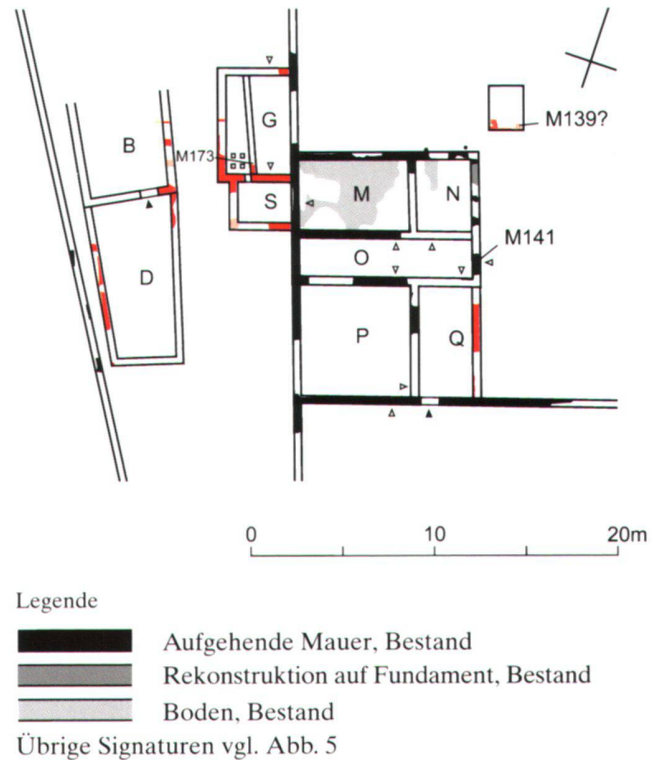 M139?
G
B
M173
M
N
S
M141
O
D
P
Q
0
10
20m
Legende
Aufgehende Mauer, Bestand
Rekonstruktion auf Fundament, Bestand
Boden, Bestand
Übrige Signaturen vgl. Abb. 5